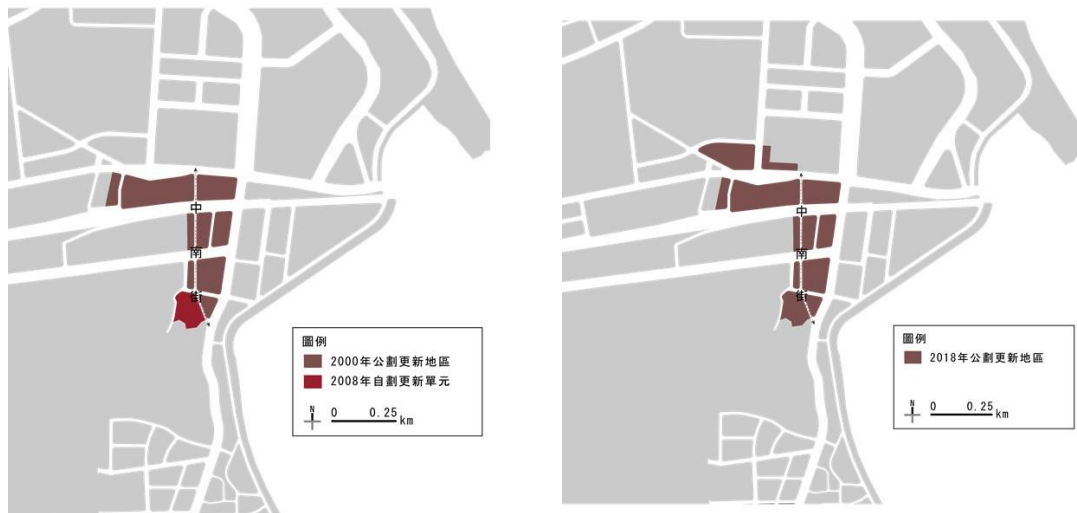 中
南
街
圖例
2000年公劃更新地區
2008年自劃更新單元
N
0 0.25 km
中
南
街
圖例
2018年公劃更新地區
N
0 0.25 km